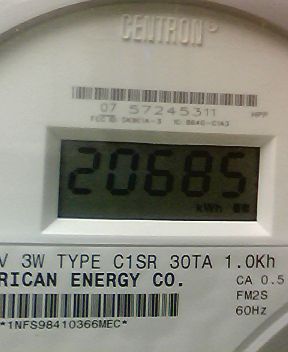 CENTRON®
07 57245311
20685
kWh
V 3W TYPE C1SR 30TA 1.0Kh
RICAN ENERGY CO.
CA 0.5
FM2S
60Hz
*1NFS98410366MEC*